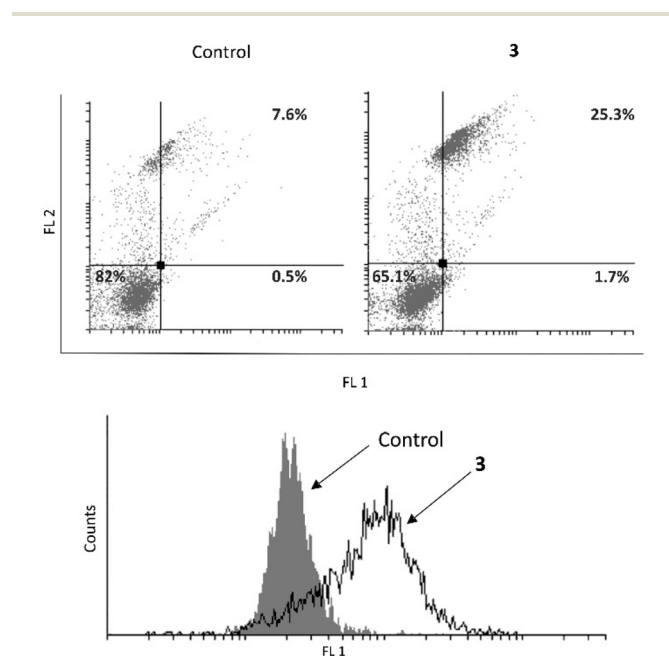 Control 3
7.6% 25.3%
FL 2
82% 0.5% 65.1% 1.7%
FL 1
Control
3
Counts
FL 1